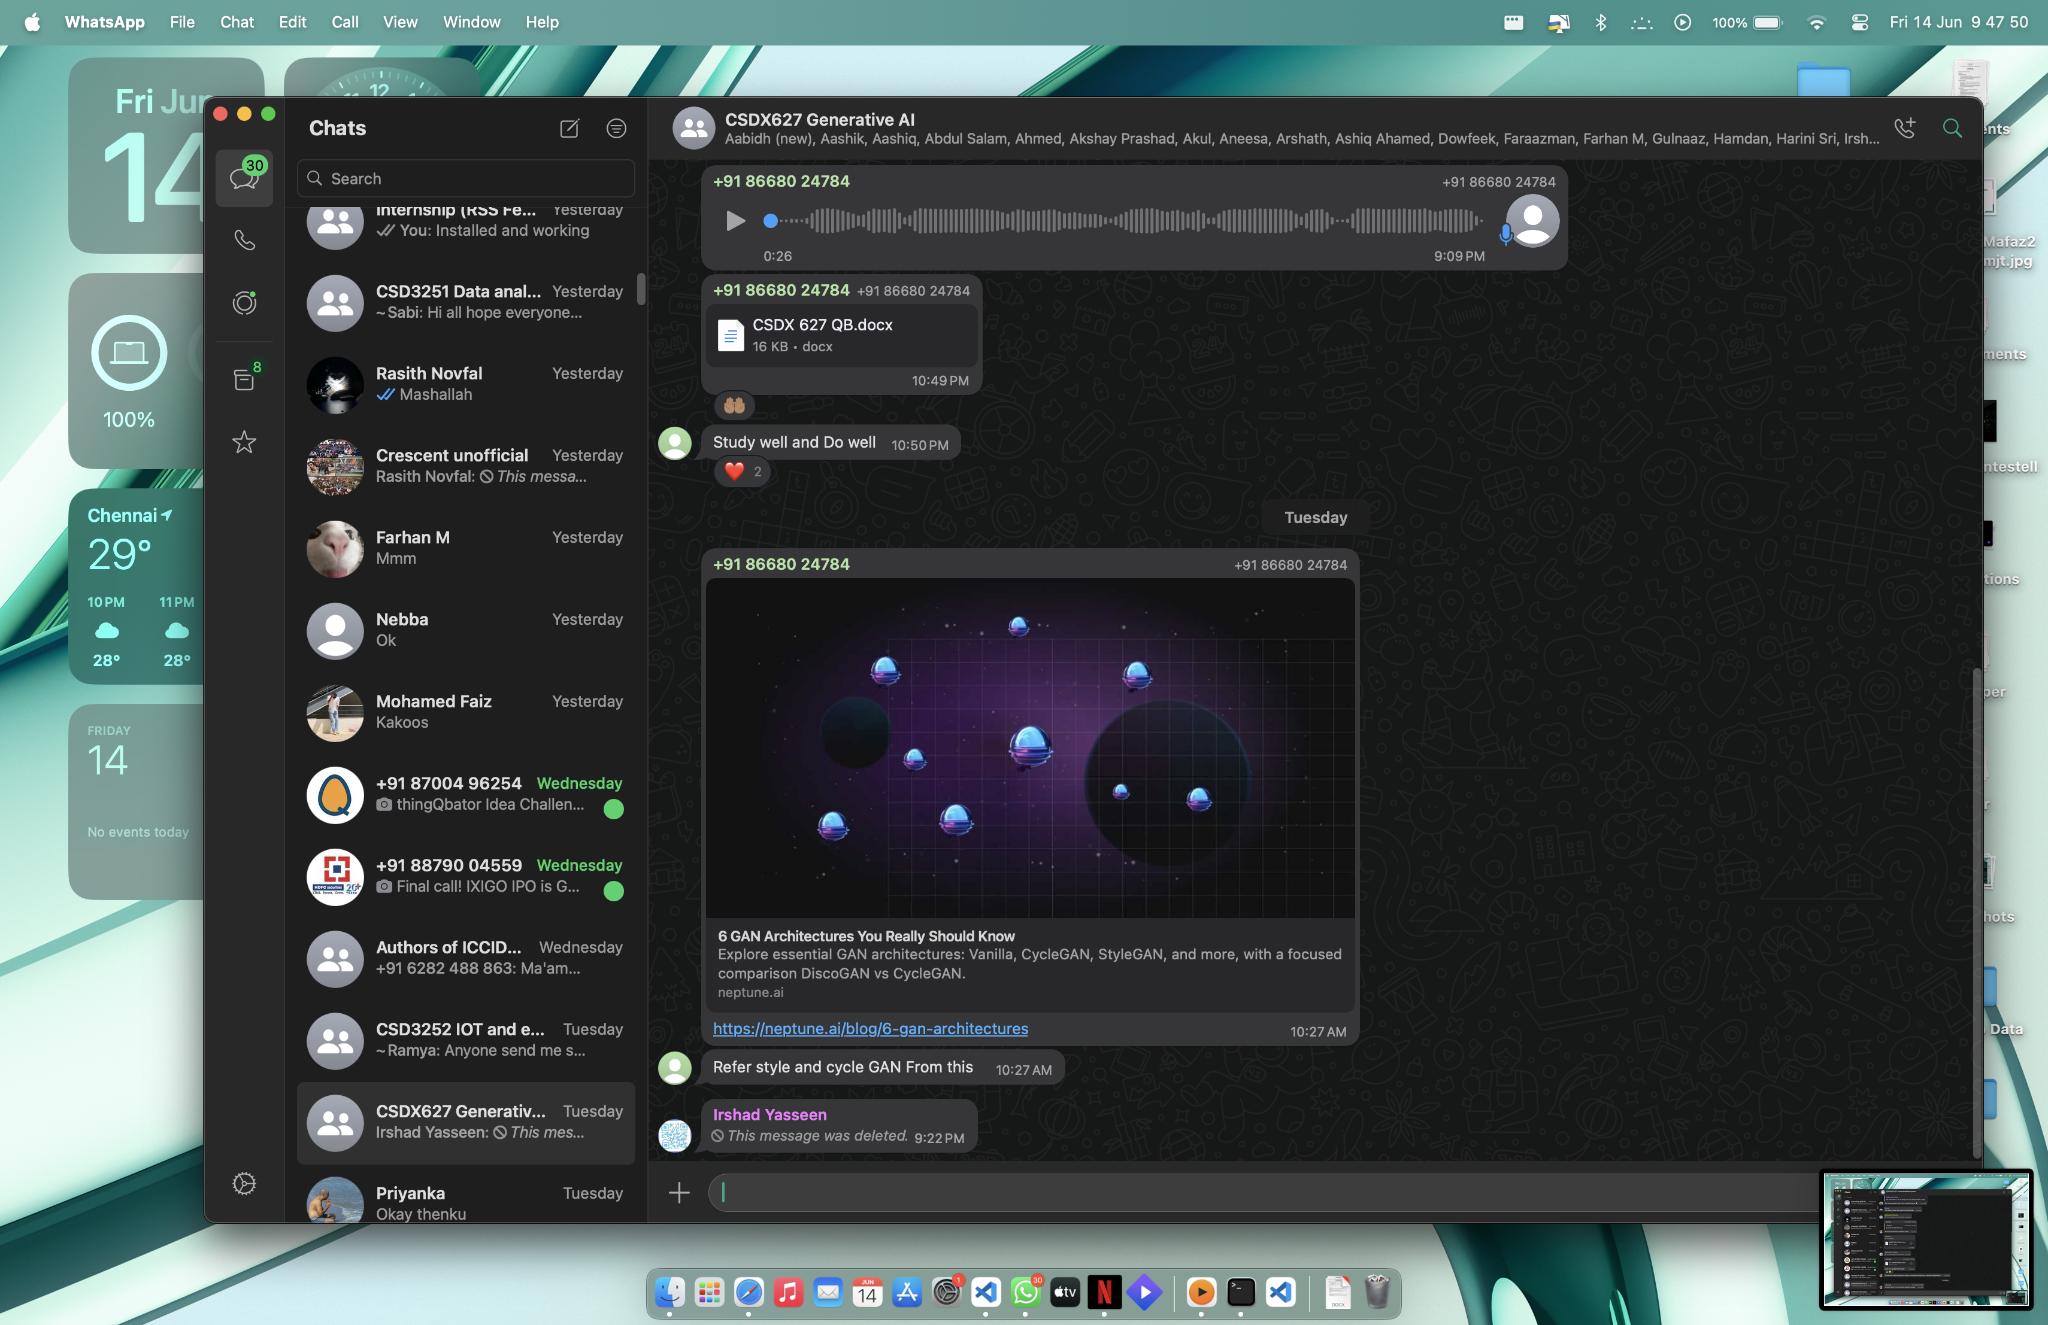 WhatsApp File Chat Edit Call View Window Help
100% Fri 14 Jun 9 47 50
Fri Jun
14
12
100%
Chennai
29°
10 PM 11 PM
28° 28°
FRIDAY
14
No events today
30
8
Chats
Search
Internship (RSS Fe... Yesterday
You: Installed and working
CSD3251 Data anal... Yesterday
~Sabi: Hi all hope everyone...
Rasith Novfal Yesterday
Mashallah
Crescent unofficial Yesterday
Rasith Novfal: This messa...
Farhan M Yesterday
Mmm
Nebba Yesterday
Ok
Mohamed Faiz Yesterday
Kakoos
+91 87004 96254 Wednesday
thingQbator Idea Challen...
+91 88790 04559 Wednesday
Final call! IXIGO IPO is G...
Authors of ICCID... Wednesday
+91 6282 488 863: Ma'am...
CSD3252 IOT and e... Tuesday
~Ramya: Anyone send me s...
CSDX627 Generativ... Tuesday
Irshad Yasseen: This mes...
Priyanka Tuesday
Okay thenku
CSDX627 Generative AI
Aabidh (new), Aashik, Aashiq, Abdul Salam, Ahmed, Akshay Prashad, Akul, Aneesa, Arshath, Ashiq Ahamed, Dowfeek, Faraazman, Farhan M, Gulnaaz, Hamdan, Harini Sri, Irsh...
+91 86680 24784 +91 86680 24784
0:26 9:09 PM
+91 86680 24784 +91 86680 24784
CSDX 627 QB.docx
16 KB • docx
10:49 PM
Study well and Do well 10:50 PM
2
Tuesday
+91 86680 24784 +91 86680 24784
6 GAN Architectures You Really Should Know
Explore essential GAN architectures: Vanilla, CycleGAN, StyleGAN, and more, with a focused
comparison DiscoGAN vs CycleGAN.
neptune.ai
https://neptune.ai/blog/6-gan-architectures 10:27 AM
Refer style and cycle GAN From this 10:27 AM
Irshad Yasseen
This message was deleted. 9:22 PM
ents
Mafaz2
mjt.jpg
ments
ntestell
tions
per
r
hots
Data
JUN
14
1
30
tv
N
DOCX